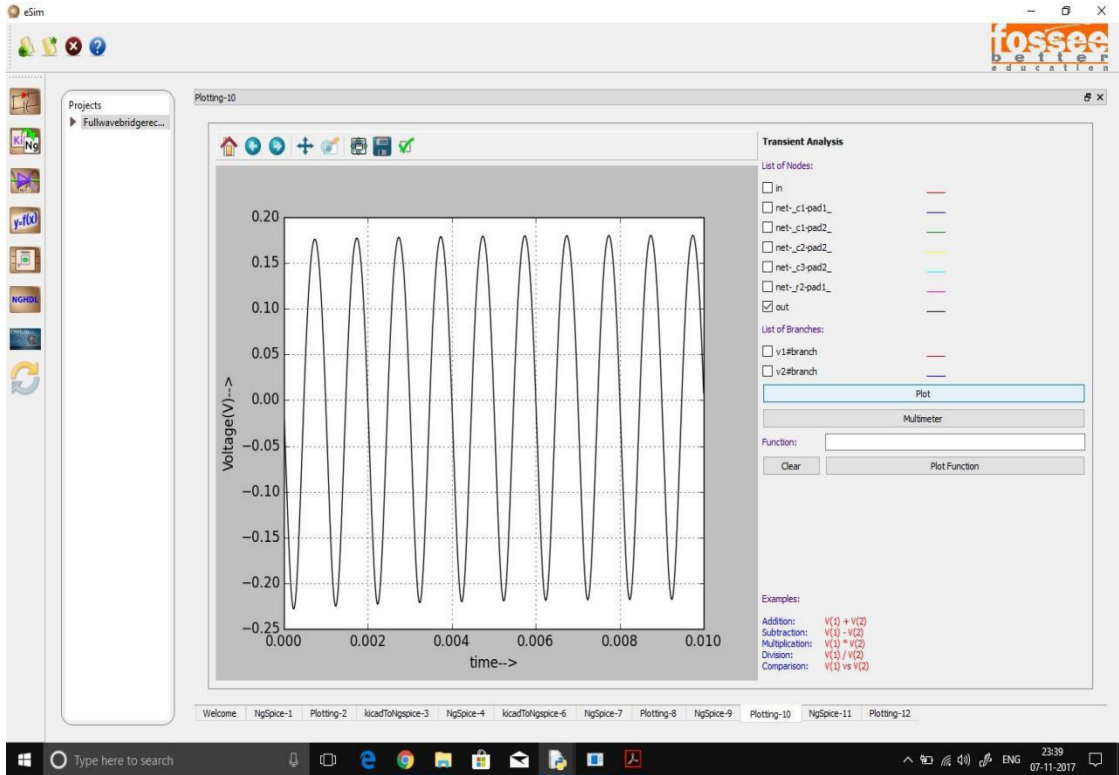 eSim
fossee
better
education
Projects
Fullwavebridgerec...
Ki Ng
y=f(x)
NGHDL
Plotting-10
Transient Analysis
List of Nodes:
in
net-_c1-pad1_
net-_c1-pad2_
net-_c2-pad2_
net-_c3-pad2_
net-_r2-pad1_
out
List of Branches:
v1#branch
v2#branch
Plot
Multimeter
Function:
Clear Plot Function
Examples:
Addition: V(1) + V(2)
Subtraction: V(1) - V(2)
Multiplication: V(1) * V(2)
Division: V(1) / V(2)
Comparison: V(1) vs V(2)
0.20
0.15
0.10
0.05
0.00
−0.05
−0.10
−0.15
−0.20
−0.25
Voltage(V)-->
0.000 0.002 0.004 0.006 0.008 0.010
time-->
Welcome NgSpice-1 Plotting-2 kicadToNgspice-3 NgSpice-4 kicadToNgspice-6 NgSpice-7 Plotting-8 NgSpice-9 Plotting-10 NgSpice-11 Plotting-12
Type here to search
ENG
23:39
07-11-2017